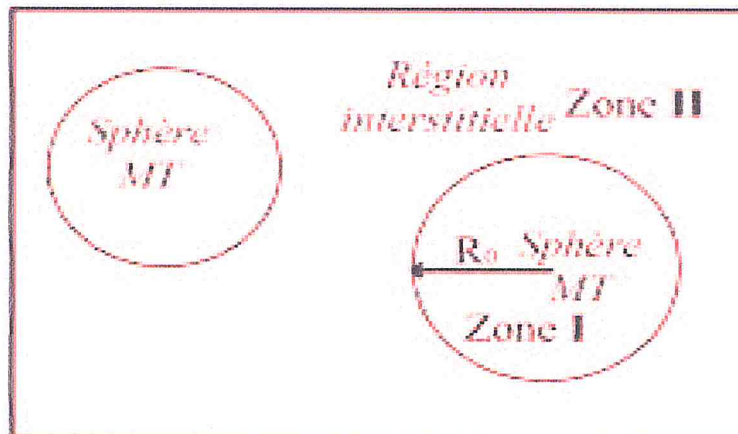 Sphère
MT
Région
interstitielle Zone II
R₀ Sphère
MT
Zone I